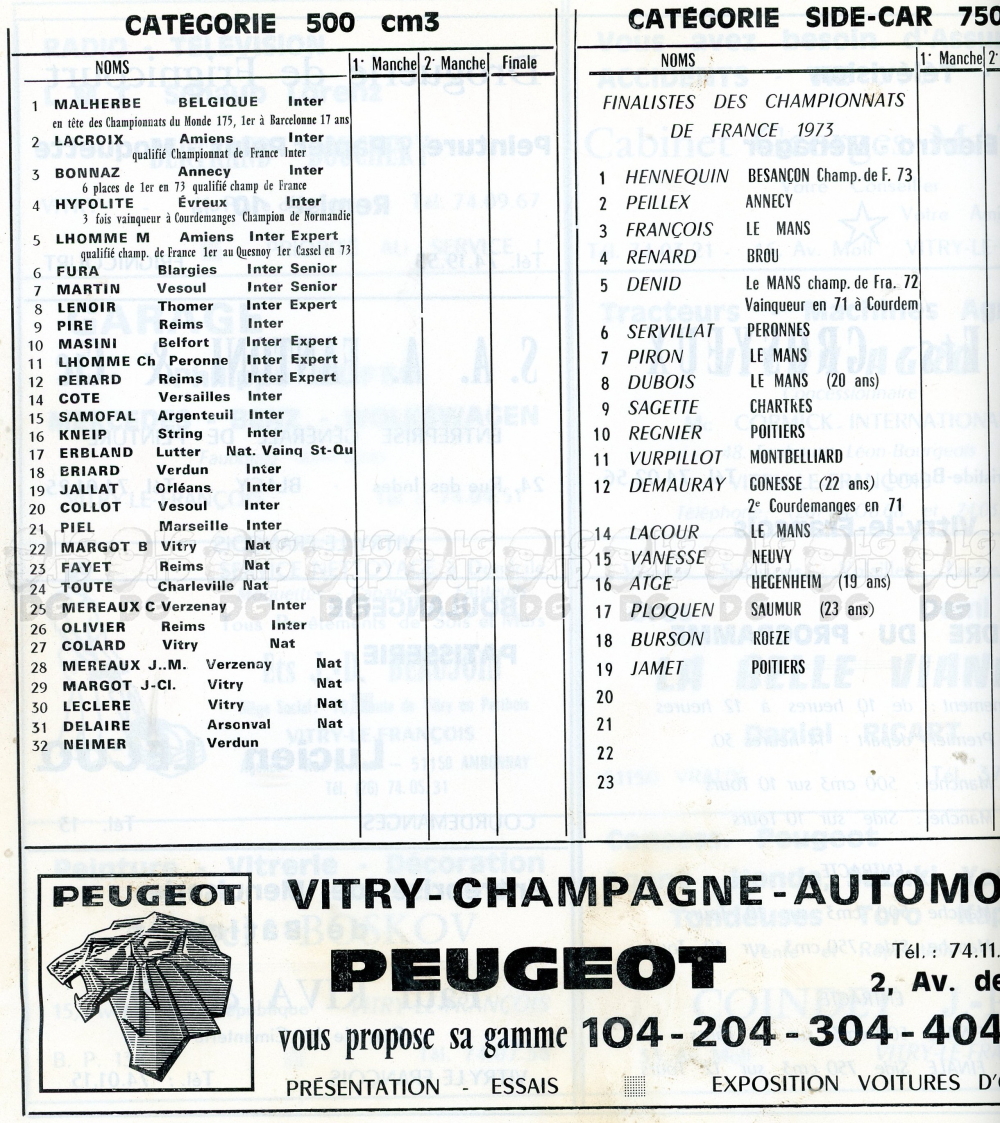 CATÉGORIE 500 cm3
NOMS 1e Manche 2e Manche Finale
1 MALHERBE BELGIQUE Inter
en tête des Championnats du Monde 175, 1er à Barcelonne 17 ans
2 LACROIX Amiens Inter
qualifié Championnat de France Inter
3 BONNAZ Annecy Inter
6 places de 1er en 73 qualifié champ de France
4 HYPOLITE Évreux Inter
3 fois vainqueur à Courdemanges Champion de Normandie
5 LHOMME M Amiens Inter Expert
qualifié champ. de France 1er au Quesnoy 1er Cassel en 73
6 FURA Blargies Inter Senior
7 MARTIN Vesoul Inter Senior
8 LENOIR Thomer Inter Expert
9 PIRE Reims Inter
10 MASINI Belfort Inter Expert
11 LHOMME Ch. Peronne Inter Expert
12 PERARD Reims Inter Expert
14 COTE Versailles Inter
15 SAMOFAL Argenteuil Inter
16 KNEIP String Inter
17 ERBLAND Lutter Nat. Vainq St-Qu
18 BRIARD Verdun Inter
19 JALLAT Orléans Inter
20 COLLOT Vesoul Inter
21 PIEL Marseille Inter
22 MARGOT B Vitry Nat
23 FAYET Reims Nat
24 TOUTE Charleville Nat
25 MEREAUX C Verzenay Inter
26 OLIVIER Reims Inter
27 COLARD Vitry Nat
28 MEREAUX J..M. Verzenay Nat
29 MARGOT J-Cl. Vitry Nat
30 LECLERE Vitry Nat
31 DELAIRE Arsonval Nat
32 NEIMER Verdun
CATÉGORIE SIDE-CAR 750
NOMS 1e Manche 2e
FINALISTES DES CHAMPIONNATS
DE FRANCE 1973
1 HENNEQUIN BESANÇON Champ. de F. 73
2 PEILLEX ANNECY
3 FRANÇOIS LE MANS
4 RENARD BROU
5 DENID Le MANS champ. de Fra. 72
Vainqueur en 71 à Courdem
6 SERVILLAT PERONNES
7 PIRON LE MANS
8 DUBOIS LE MANS (20 ans)
9 SAGETTE CHARTRES
10 REGNIER POITIERS
11 VURPILLOT MONTBELLIARD
12 DEMAURAY GONESSE (22 ans)
2e Courdemanges en 71
14 LACOUR LE MANS
15 VALLESSE NEUVY
16 ATCE HEGENHEIM (19 ans)
17 PLOQUEN SAUMUR (23 ans)
18 BURSON ROEZE
19 JAMET POITIERS
20
21
22
23
PEUGEOT
VITRY-CHAMPAGNE-AUTOMO
PEUGEOT
Tél. : 74.11.
2, Av. de
vous propose sa gamme 104-204-304-404
PRÉSENTATION - ESSAIS EXPOSITION VOITURES D'